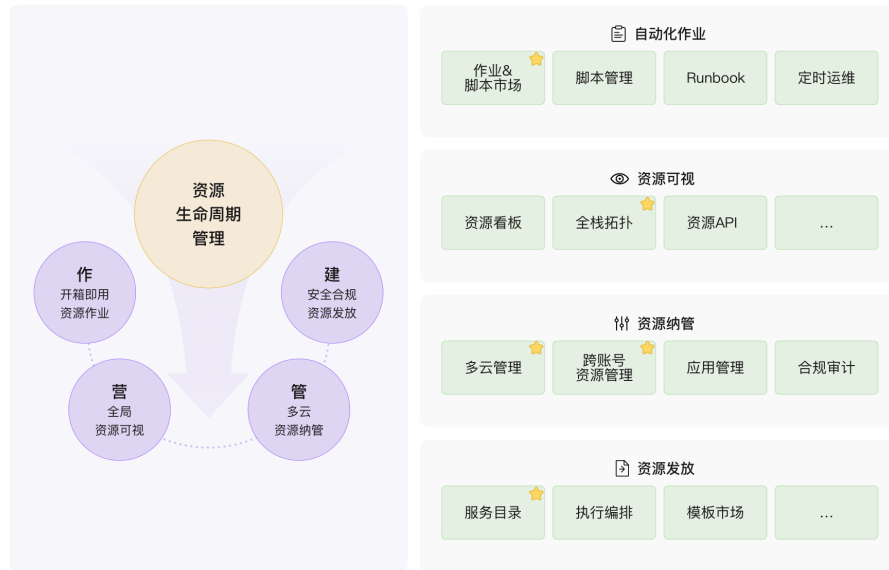 资源
生命周期
管理
作
开箱即用
资源作业
建
安全合规
资源发放
营
全局
资源可视
管
多云
资源纳管
自动化作业
作业&
脚本市场
脚本管理
Runbook
定时运维
资源可视
资源看板
全栈拓扑
资源API
...
资源纳管
多云管理
跨账号
资源管理
应用管理
合规审计
资源发放
服务目录
执行编排
模板市场
...